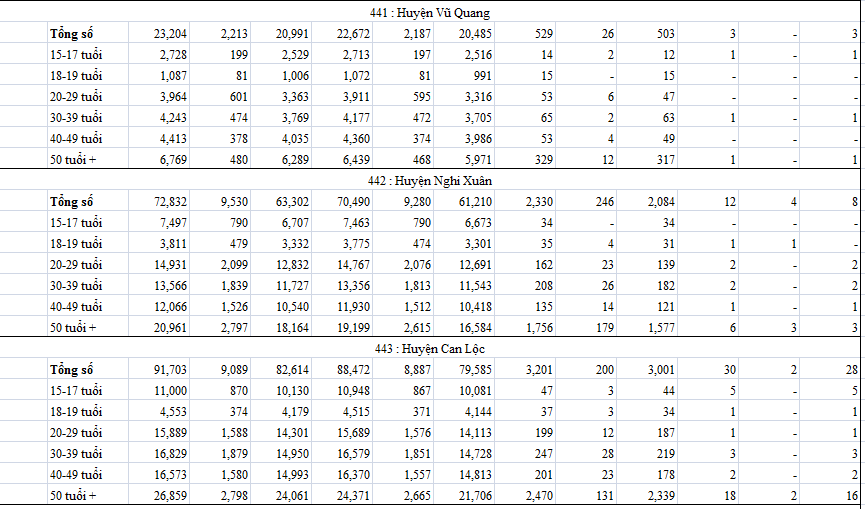 441 : Huyện Vũ Quang
Tổng số 23,204 2,213 20,991 22,672 2,187 20,485 529 26 503 3 - 3
15-17 tuổi 2,728 199 2,529 2,713 197 2,516 14 2 12 1 - 1
18-19 tuổi 1,087 81 1,006 1,072 81 991 15 - 15 - - -
20-29 tuổi 3,964 601 3,363 3,911 595 3,316 53 6 47 - - -
30-39 tuổi 4,243 474 3,769 4,177 472 3,705 65 2 63 1 - 1
40-49 tuổi 4,413 378 4,035 4,360 374 3,986 53 4 49 - - -
50 tuổi + 6,769 480 6,289 6,439 468 5,971 329 12 317 1 - 1
442 : Huyện Nghi Xuân
Tổng số 72,832 9,530 63,302 70,490 9,280 61,210 2,330 246 2,084 12 4 8
15-17 tuổi 7,497 790 6,707 7,463 790 6,673 34 - 34 - - -
18-19 tuổi 3,811 479 3,332 3,775 474 3,301 35 4 31 1 1 -
20-29 tuổi 14,931 2,099 12,832 14,767 2,076 12,691 162 23 139 2 - 2
30-39 tuổi 13,566 1,839 11,727 13,356 1,813 11,543 208 26 182 2 - 2
40-49 tuổi 12,066 1,526 10,540 11,930 1,512 10,418 135 14 121 1 - 1
50 tuổi + 20,961 2,797 18,164 19,199 2,615 16,584 1,756 179 1,577 6 3 3
443 : Huyện Can Lộc
Tổng số 91,703 9,089 82,614 88,472 8,887 79,585 3,201 200 3,001 30 2 28
15-17 tuổi 11,000 870 10,130 10,948 867 10,081 47 3 44 5 - 5
18-19 tuổi 4,553 374 4,179 4,515 371 4,144 37 3 34 1 - 1
20-29 tuổi 15,889 1,588 14,301 15,689 1,576 14,113 199 12 187 1 - 1
30-39 tuổi 16,829 1,879 14,950 16,579 1,851 14,728 247 28 219 3 - 3
40-49 tuổi 16,573 1,580 14,993 16,370 1,557 14,813 201 23 178 2 - 2
50 tuổi + 26,859 2,798 24,061 24,371 2,665 21,706 2,470 131 2,339 18 2 16